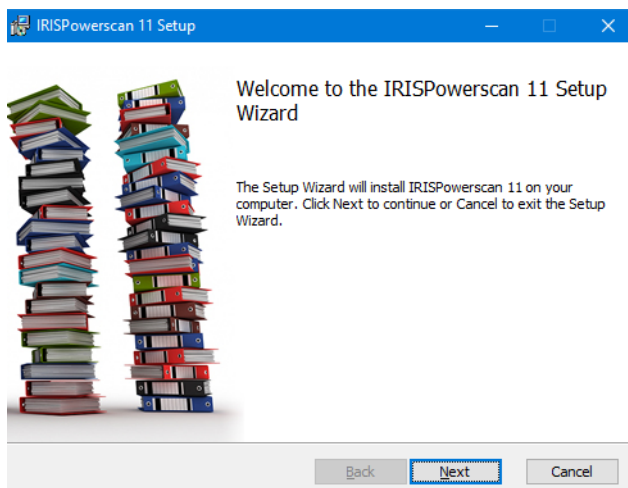 IRISPowerscan 11 Setup
Welcome to the IRISPowerscan 11 Setup
Wizard
The Setup Wizard will install IRISPowerscan 11 on your
computer. Click Next to continue or Cancel to exit the Setup
Wizard.
Back Next Cancel